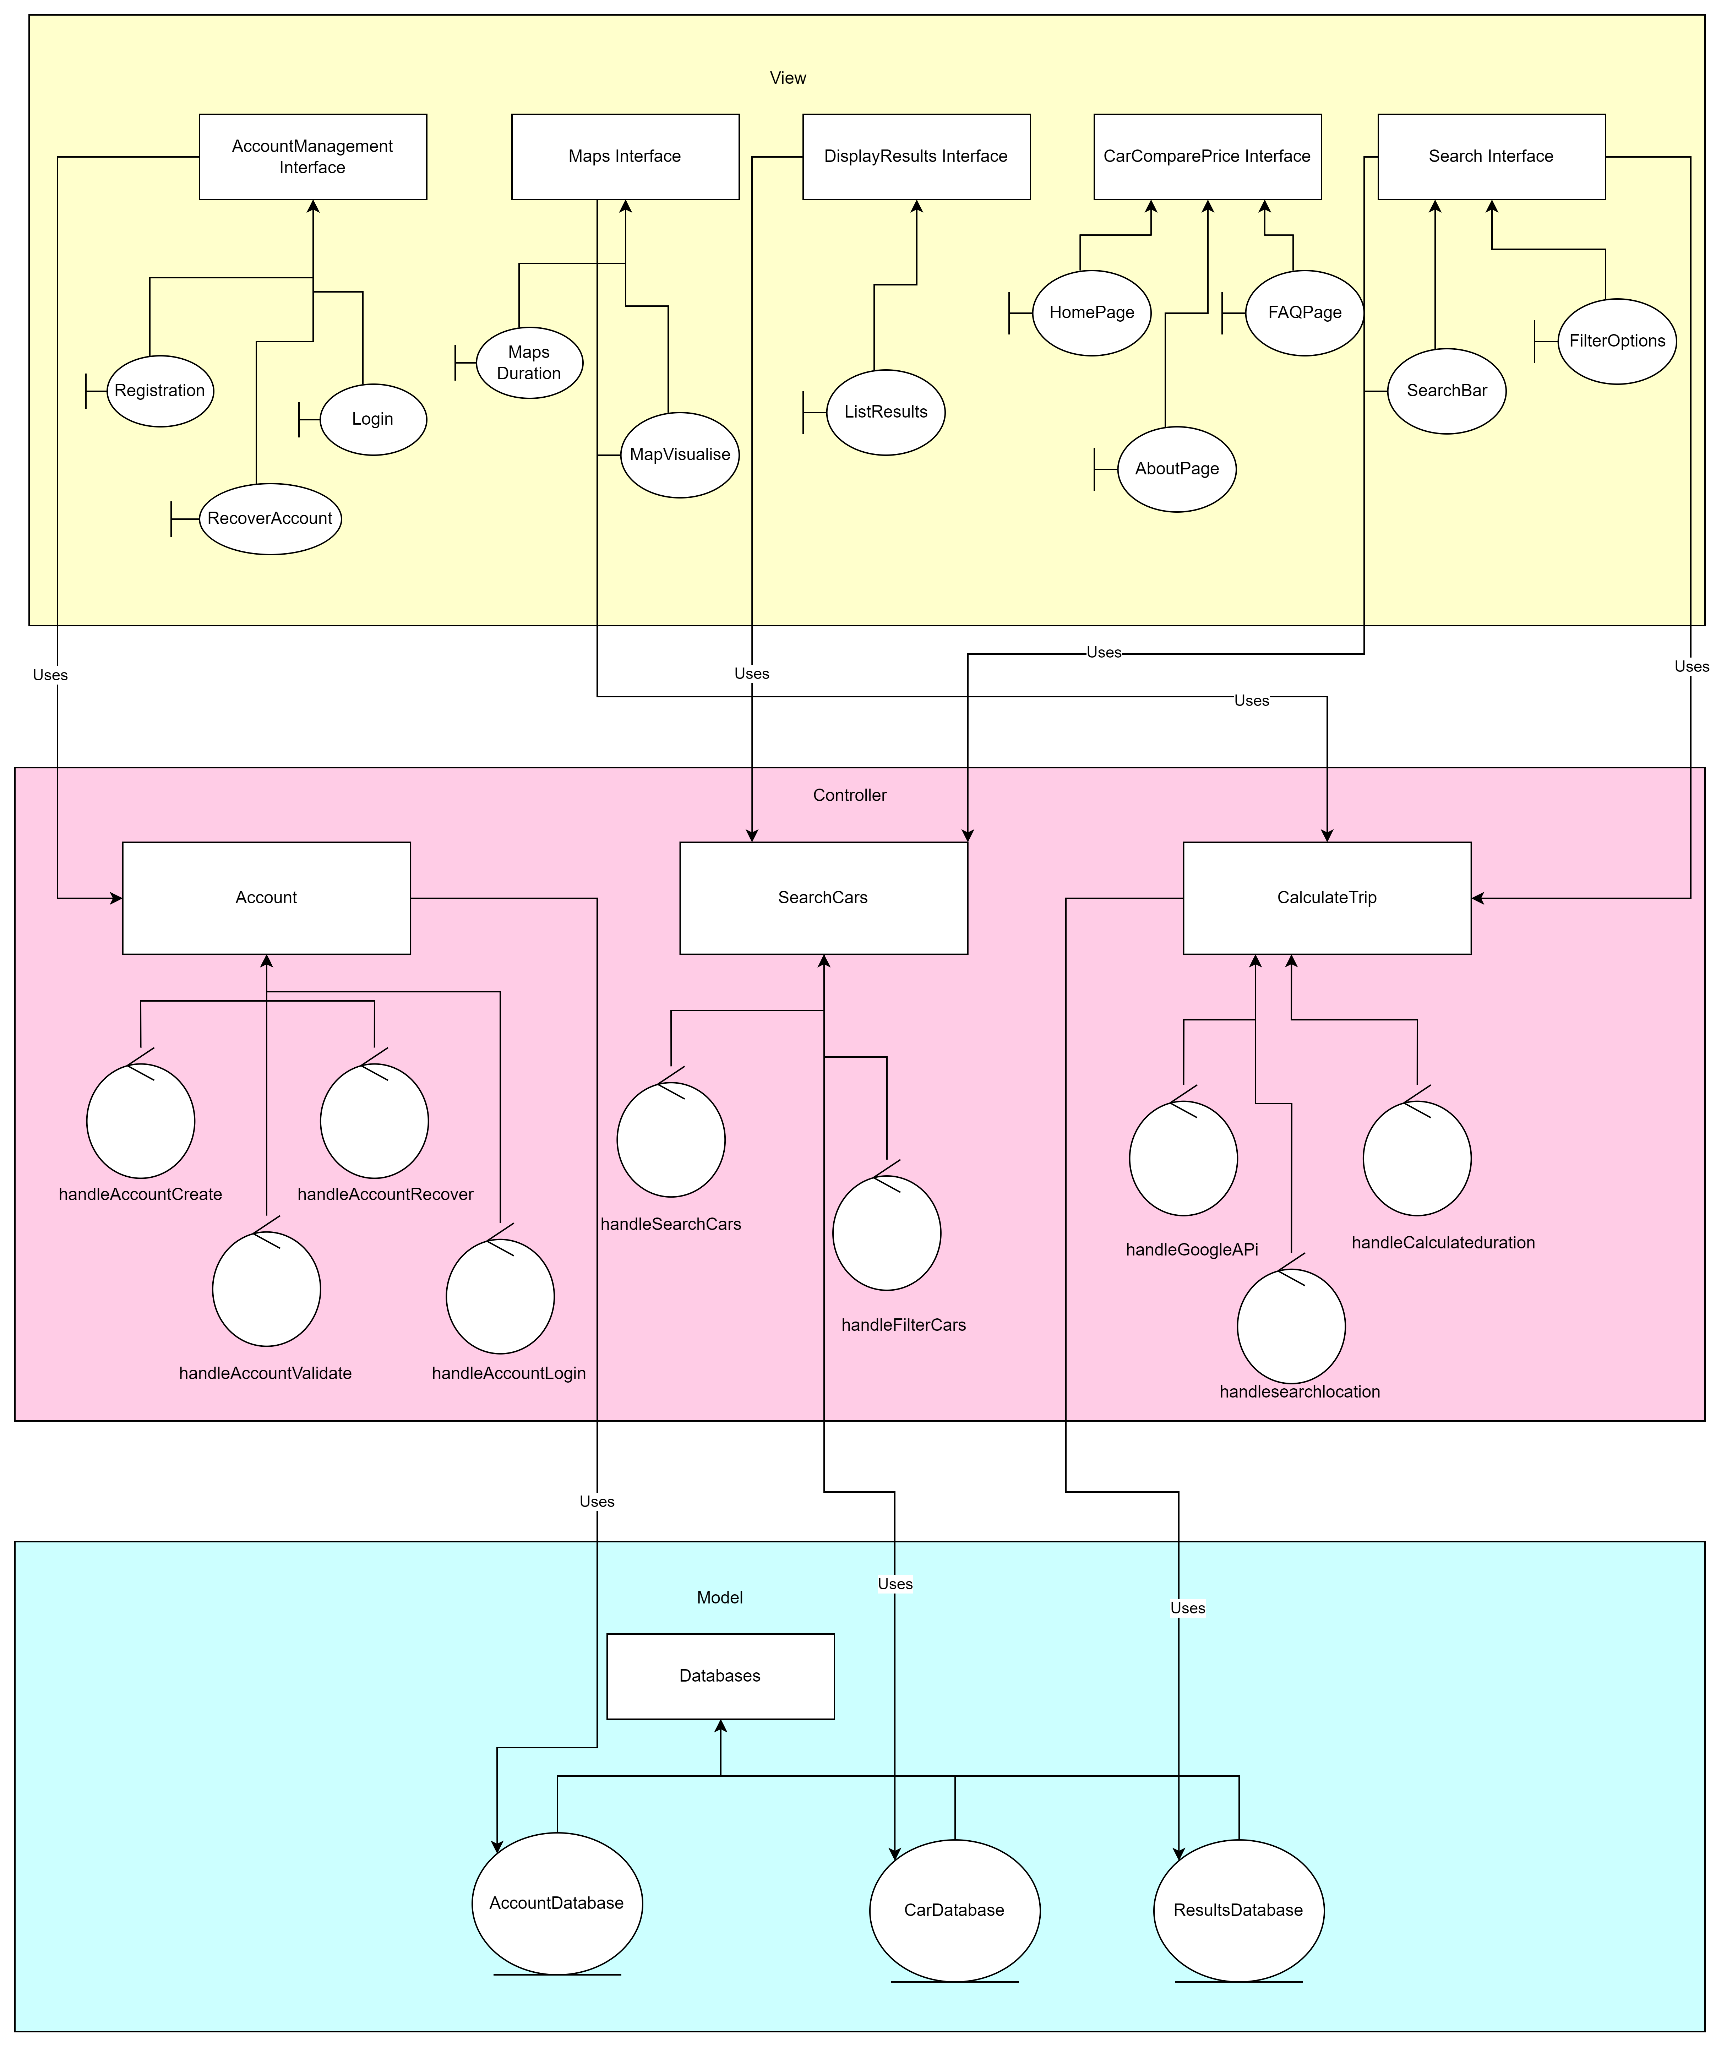 View
AccountManagement
Interface
Maps Interface
DisplayResults Interface
CarComparePrice Interface
Search Interface
HomePage
FAQPage
FilterOptions
Maps
Duration
Registration
Login
ListResults
SearchBar
MapVisualise
AboutPage
RecoverAccount
Uses
Uses
Uses
Uses
Uses
Controller
Account
SearchCars
CalculateTrip
handleAccountCreate
handleAccountRecover
handleSearchCars
handleGoogleAPi
handleCalculateduration
handleFilterCars
handleAccountValidate
handleAccountLogin
handlesearchlocation
Uses
Uses
Uses
Model
Databases
AccountDatabase
CarDatabase
ResultsDatabase